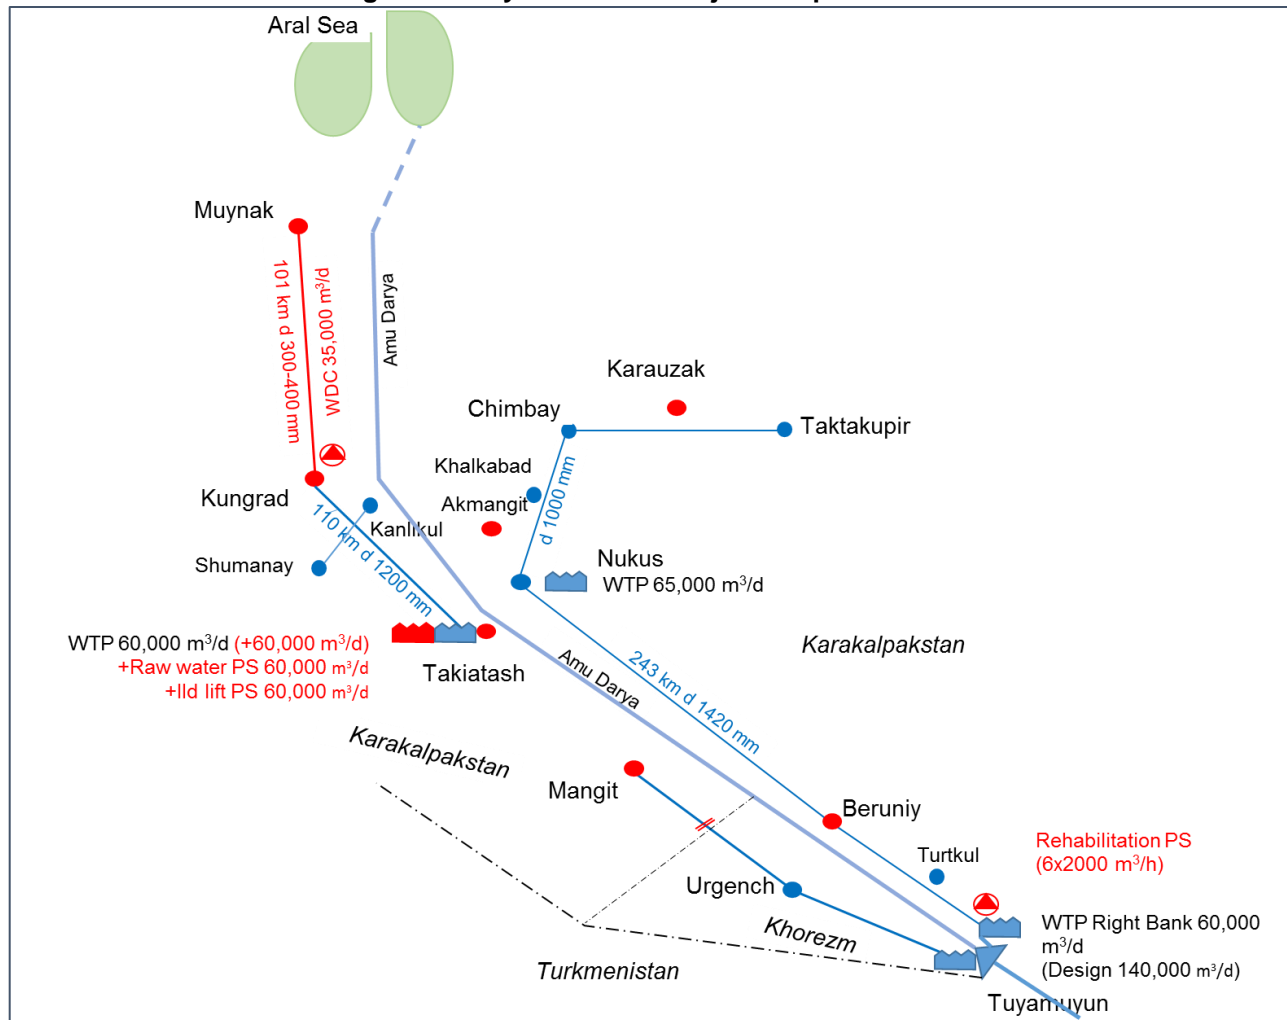 Aral Sea
Muynak
101 km d 300-400 mm
WDC 35,000 m³/d
Amu Darya
Karauzak
Chimbay
Taktakupir
Khalkabad
Akmangit
d 1000 mm
Kungrad
Kanlikul
110 km d 1200 mm
Shumanay
Nukus
WTP 65,000 m³/d
WTP 60,000 m³/d (+60,000 m³/d)
+Raw water PS 60,000 m³/d
+IId lift PS 60,000 m³/d
Takiatash
Karakalpakstan
Amu Darya
243 km d 1420 mm
Karakalpakstan
Mangit
Beruniy
Turtkul
Rehabilitation PS
(6x2000 m³/h)
Urgench
Khorezm
WTP Right Bank 60,000
m³/d
(Design 140,000 m³/d)
Turkmenistan
Tuyamuyun